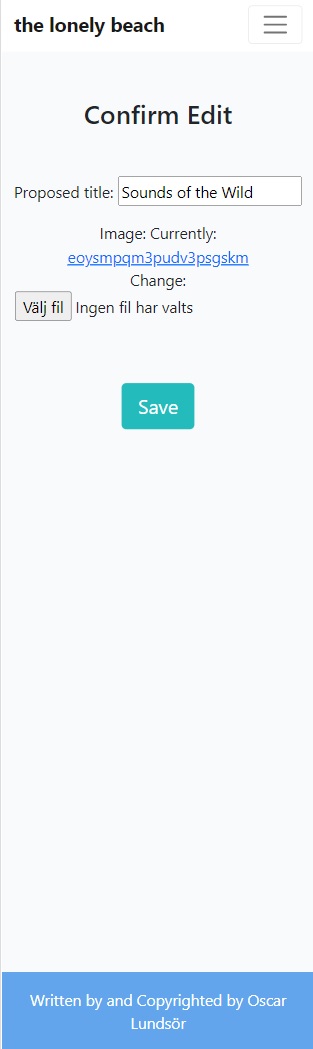 the lonely beach
Confirm Edit
Proposed title: Sounds of the Wild
Image: Currently:
eoysmpqm3pudv3psgskm
Change:
Välj fil Ingen fil har valts
Save
Written by and Copyrighted by Oscar
Lundsör